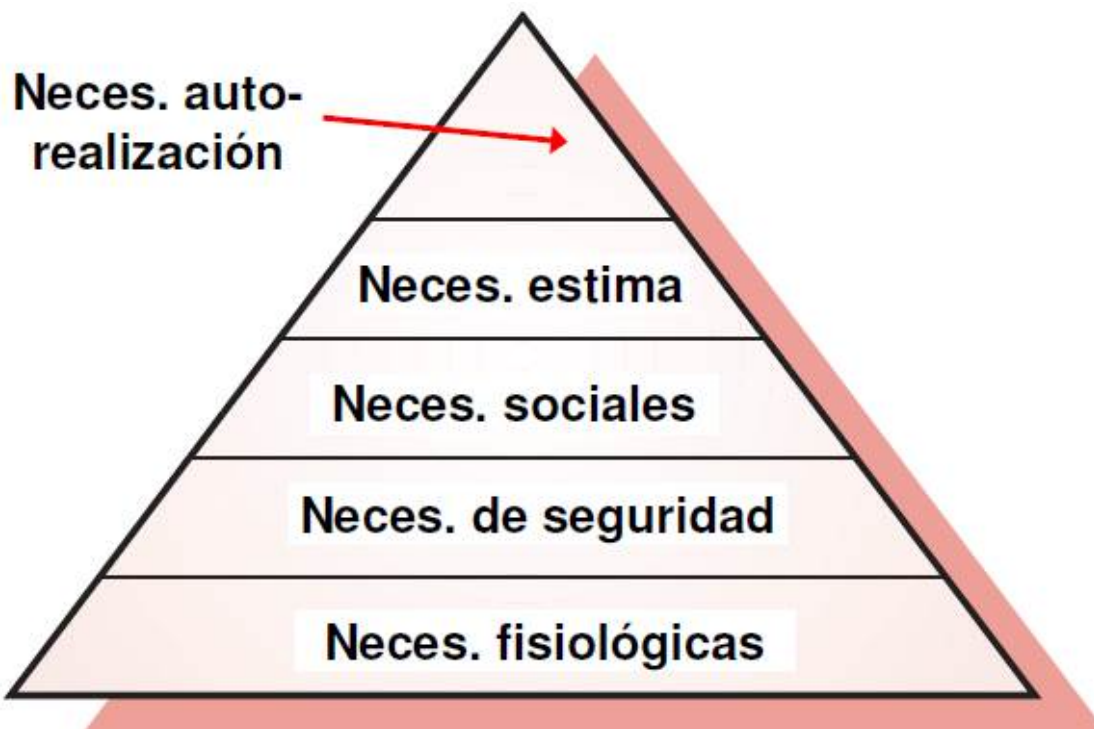 Neces. auto-
realización
Neces. estima
Neces. sociales
Neces. de seguridad
Neces. fisiológicas